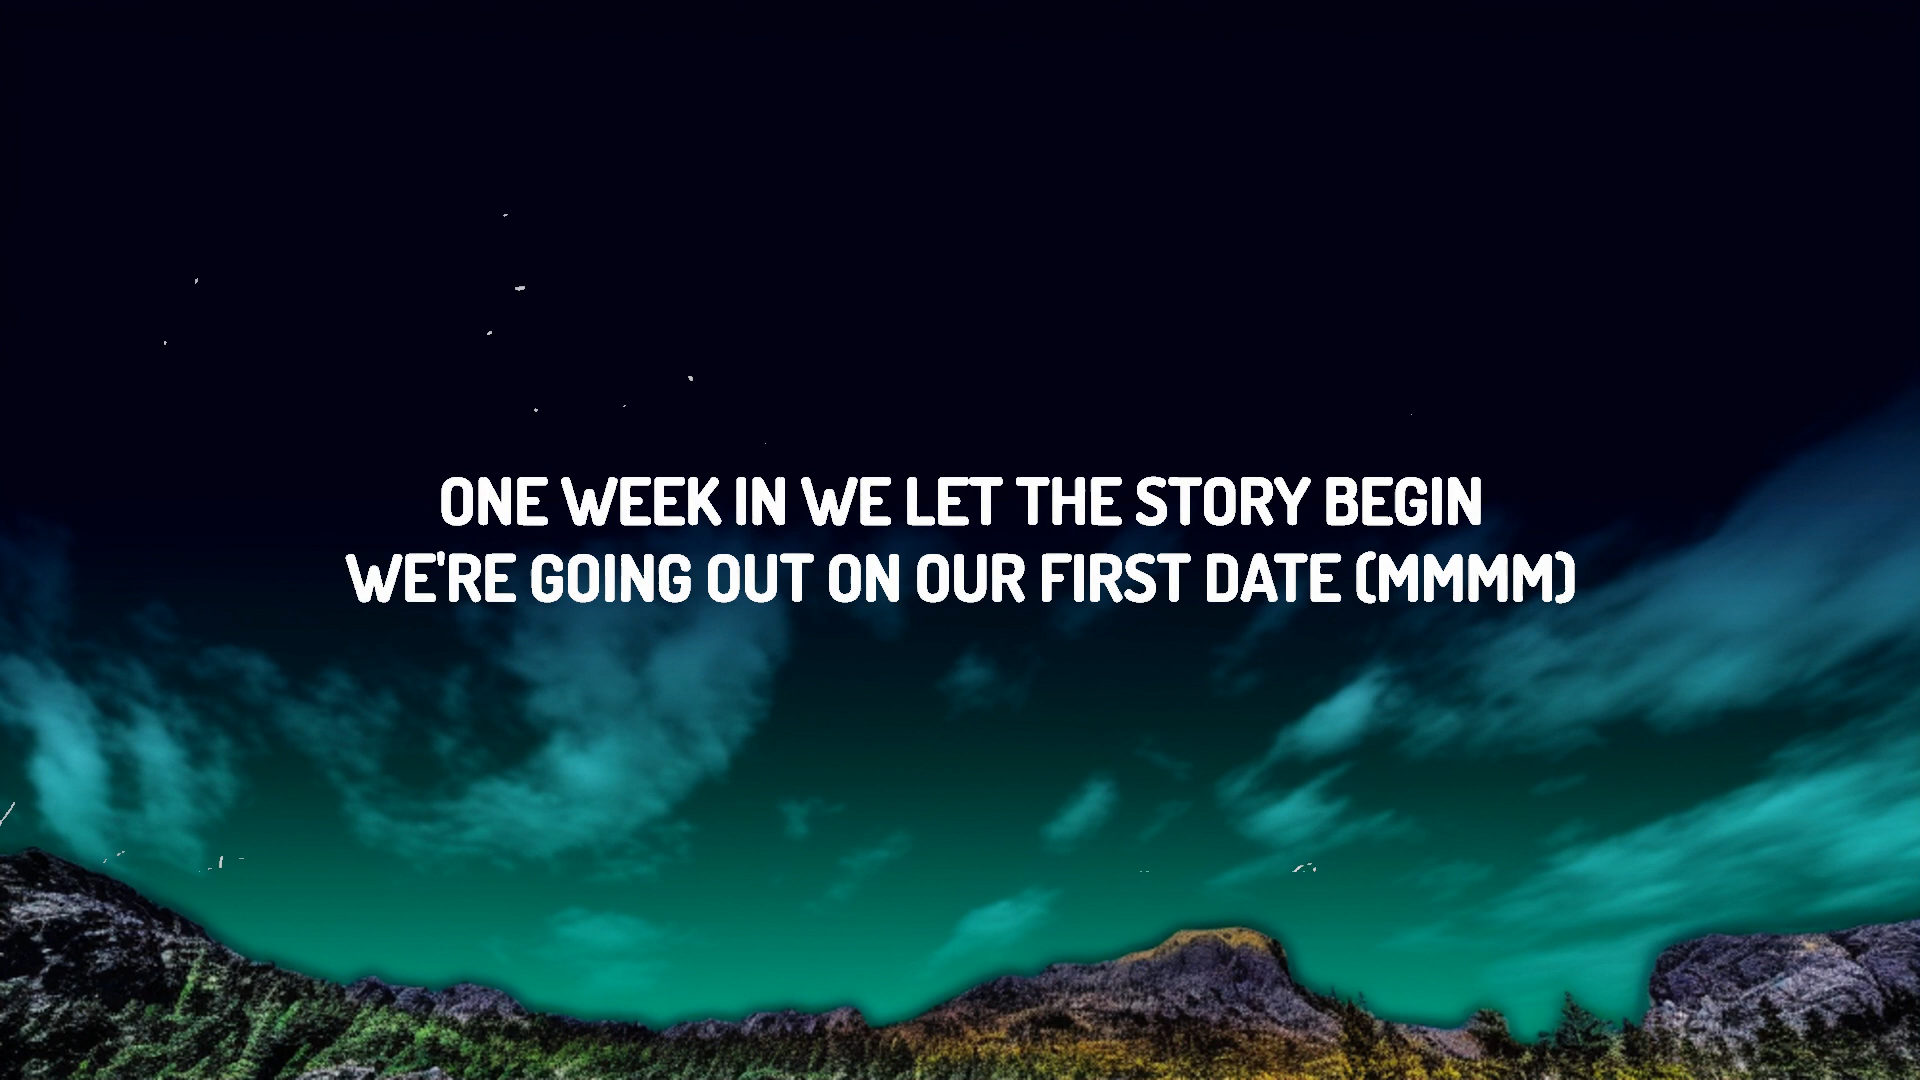 ONE WEEK IN WE LET THE STORY BEGIN
WE'RE GOING OUT ON OUR FIRST DATE (MMMM)